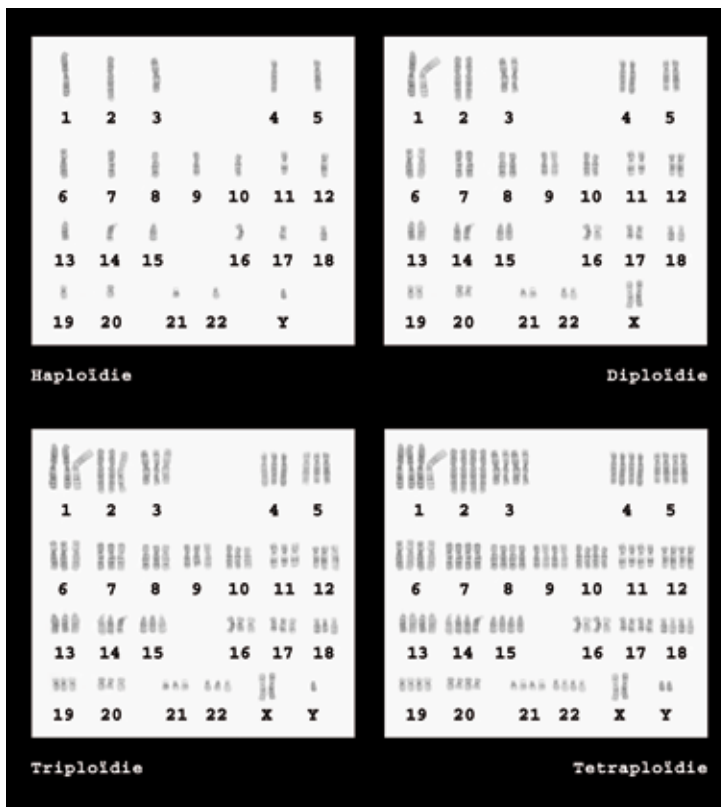 1 2 3 4 5
6 7 8 9 10 11 12
13 14 15 16 17 18
19 20 21 22 Y
Haploïdie
1 2 3 4 5
6 7 8 9 10 11 12
13 14 15 16 17 18
19 20 21 22 X
Diploïdie
1 2 3 4 5
6 7 8 9 10 11 12
13 14 15 16 17 18
19 20 21 22 X Y
Triploïdie
1 2 3 4 5
6 7 8 9 10 11 12
13 14 15 16 17 18
19 20 21 22 X Y
Tetraploïdie